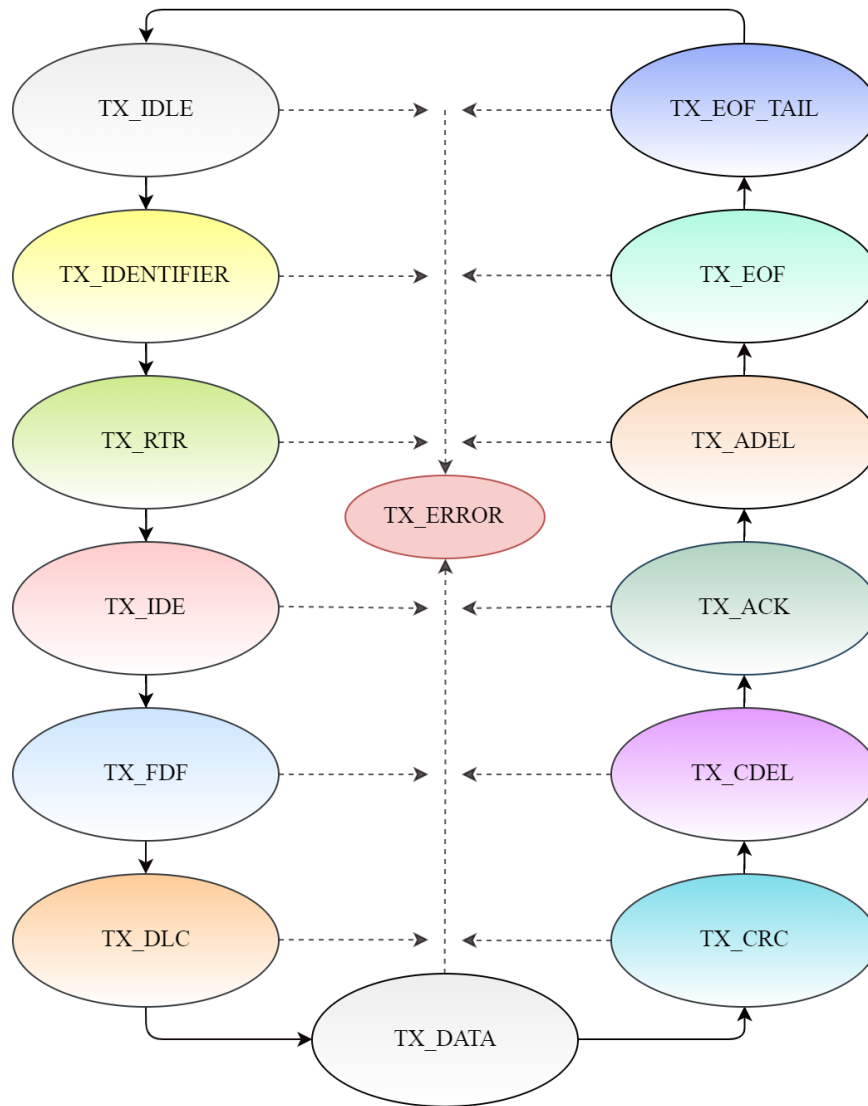 TX_IDLE
TX_EOF_TAIL
TX_IDENTIFIER
TX_EOF
TX_RTR
TX_ADEL
TX_ERROR
TX_IDE
TX_ACK
TX_FDF
TX_CDEL
TX_DLC
TX_CRC
TX_DATA